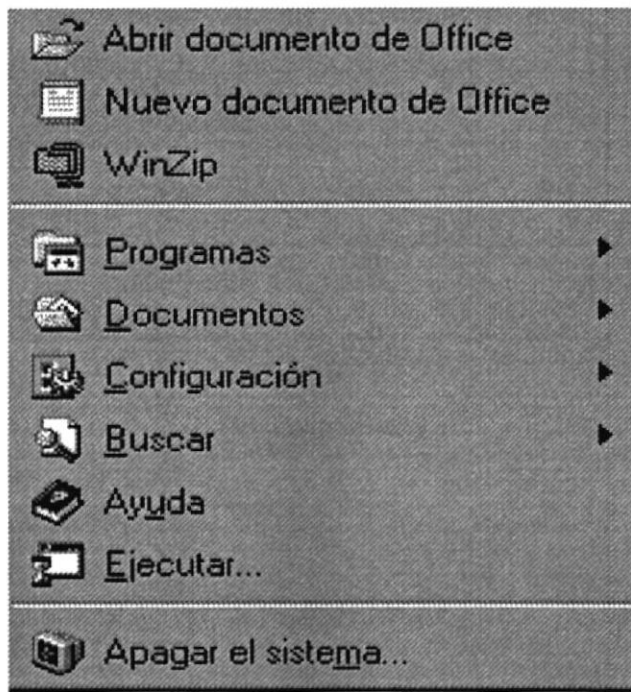 Abrir documento de Office
Nuevo documento de Office
WinZip
Programas
Documentos
Configuración
Buscar
Ayuda
Ejecutar...
Apagar el sistema...